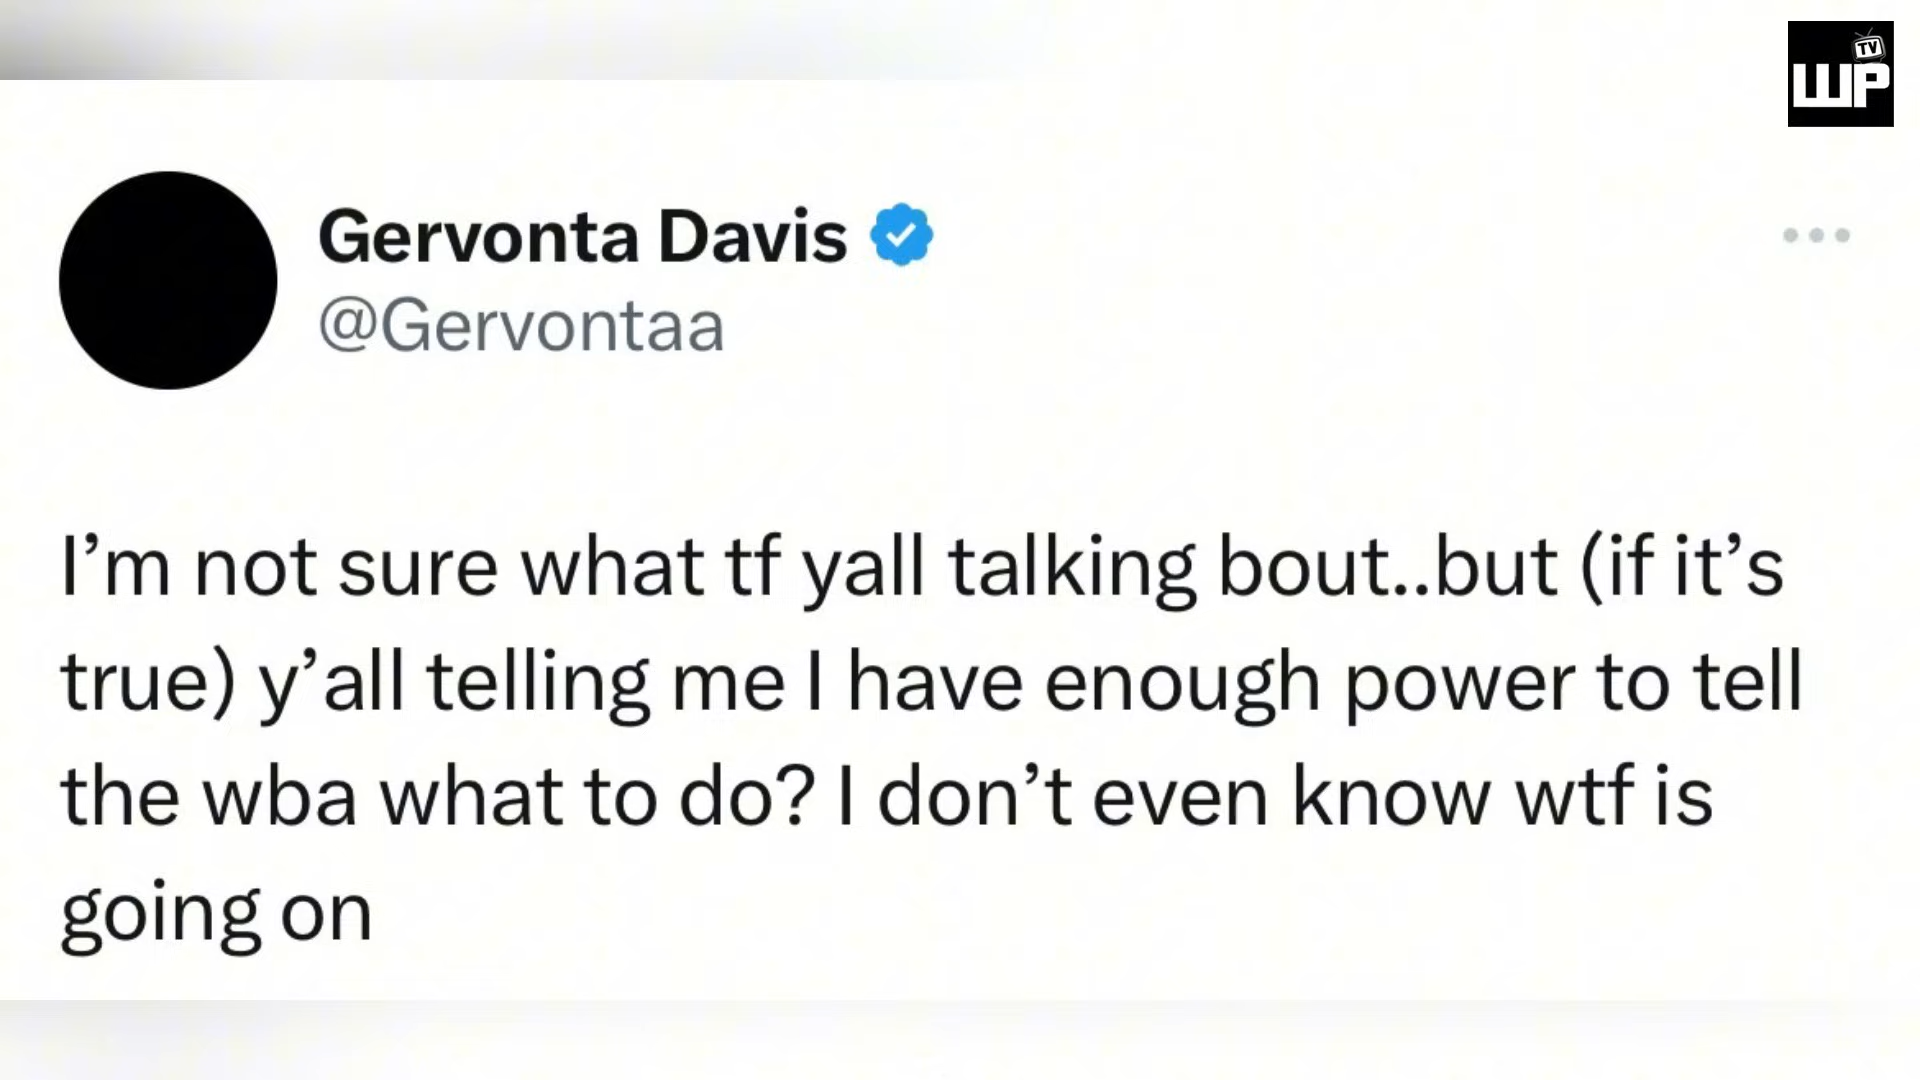 TV
WP
Gervonta Davis
@Gervontaa
I’m not sure what tf yall talking bout..but (if it’s
true) y’all telling me I have enough power to tell
the wba what to do? I don’t even know wtf is
going on